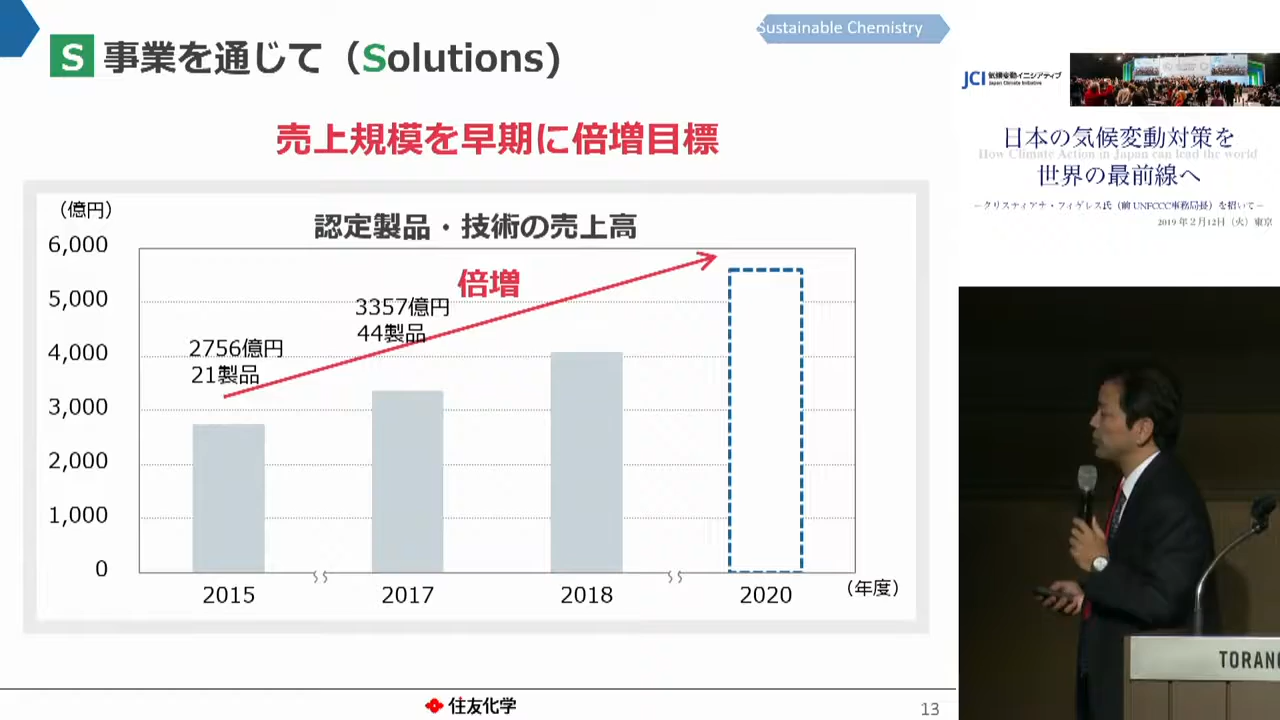 Sustainable Chemistry
S 事業を通じて（Solutions）
売上規模を早期に倍増目標
（億円）
認定製品・技術の売上高
6,000
5,000
4,000
3,000
2,000
1,000
0
倍増
2756億円
21製品
3357億円
44製品
2015
2017
2018
2020
（年度）
住友化学
13
JCI 気候変動イニシアティブ
Japan Climate Initiative
日本の気候変動対策を
How Climate Action in Japan can lead the world
世界の最前線へ
－クリスティアナ・フィゲレス氏（前 UNFCCC事務局長）を招いて－
2019 年 2 月 12日（火）東京
TORANO